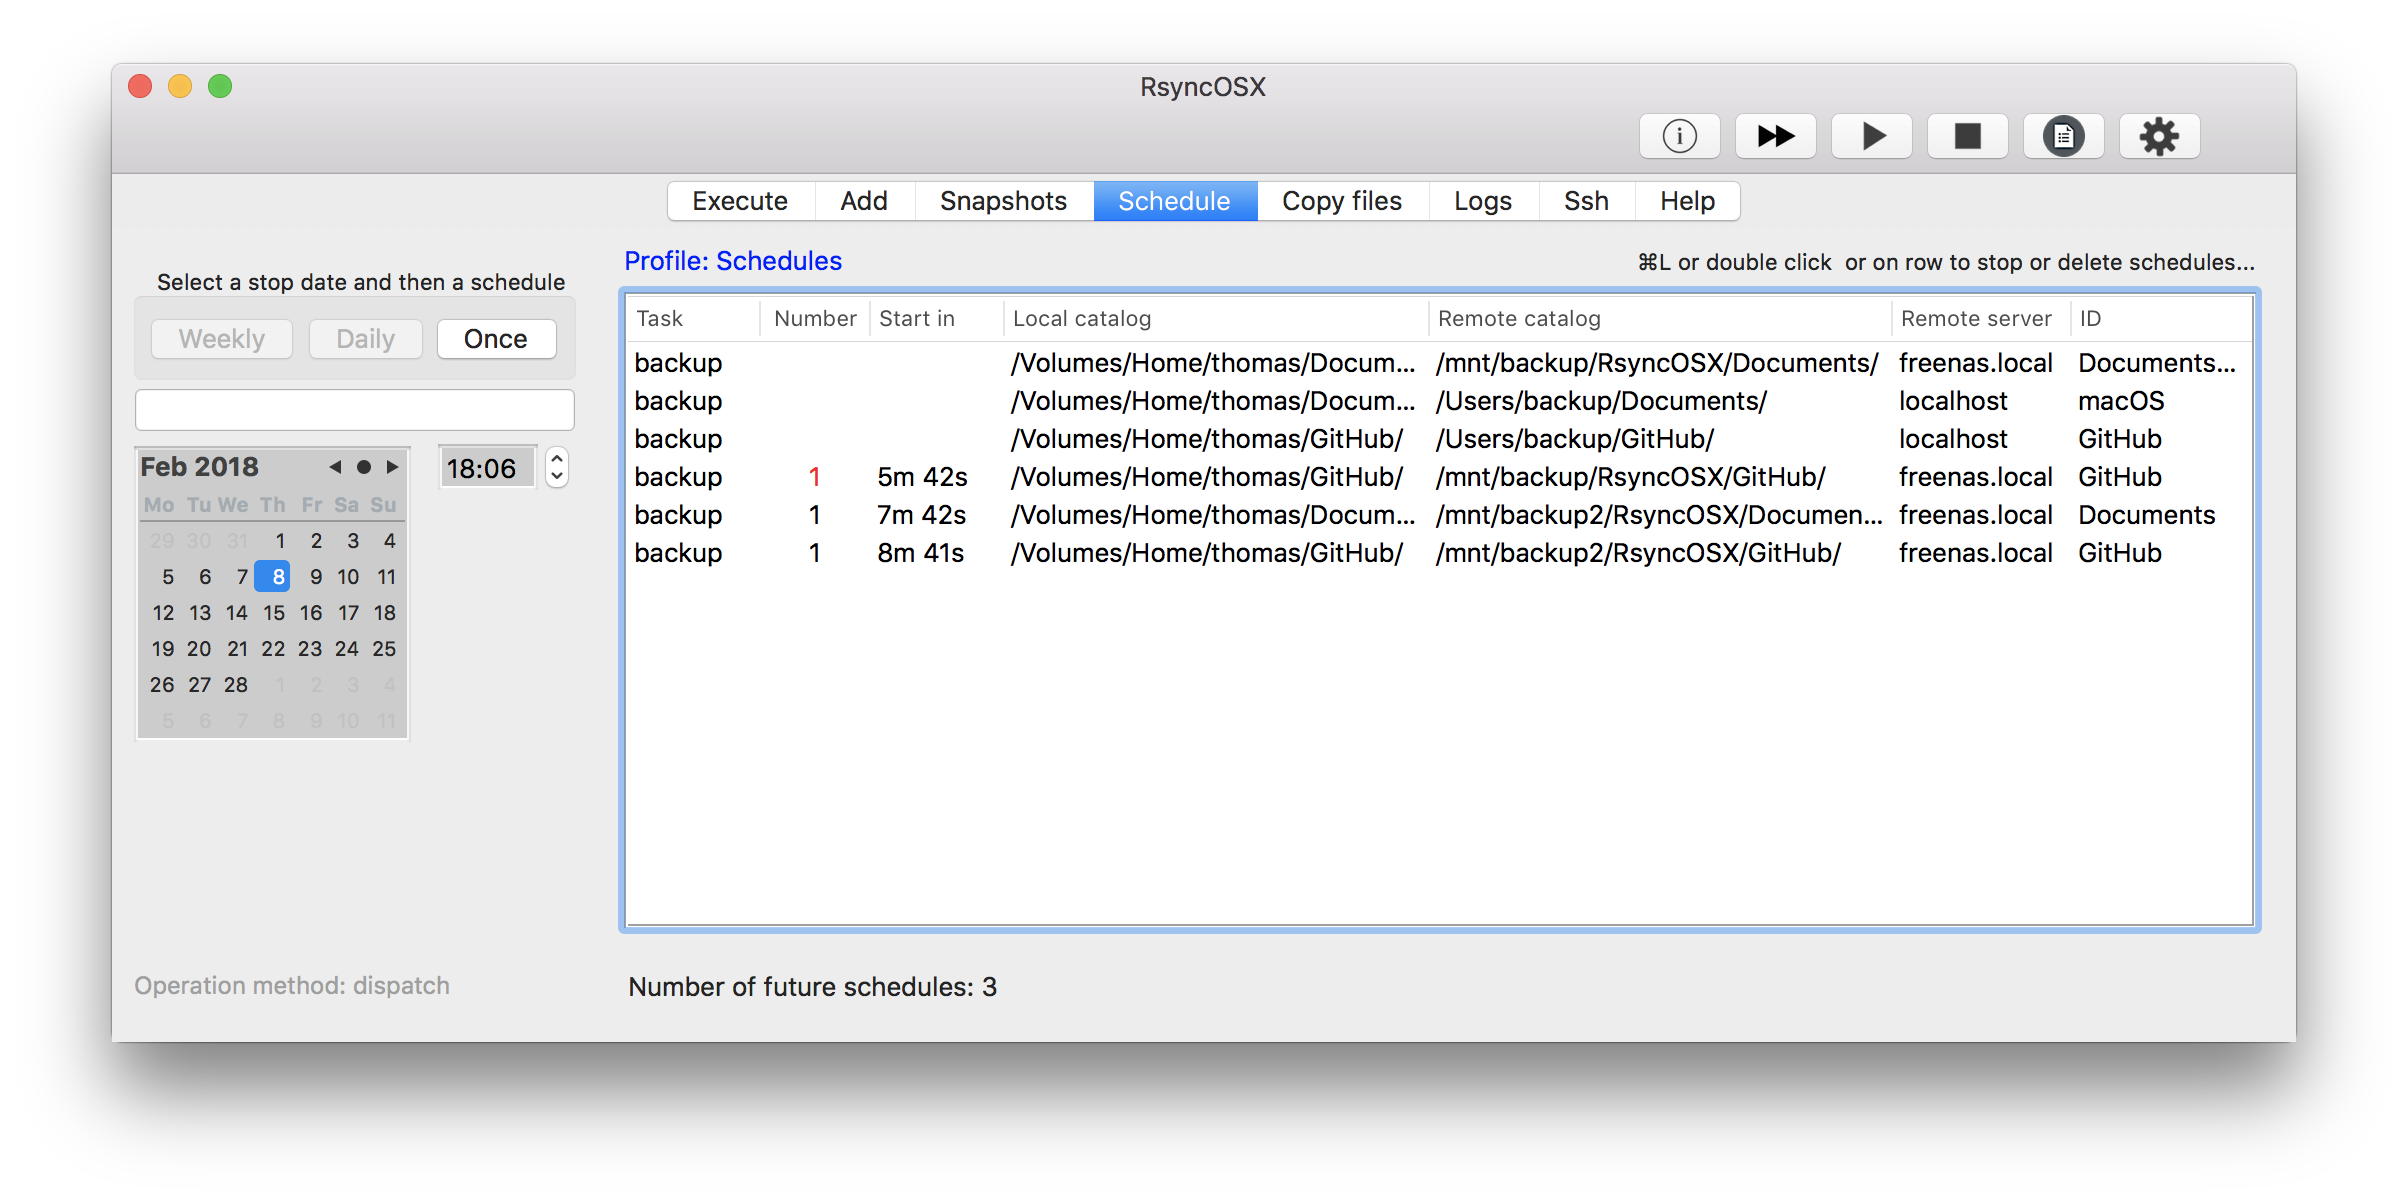 RsyncOSX
Execute Add Snapshots Schedule Copy files Logs Ssh Help
Profile: Schedules
⌘L or double click or on row to stop or delete schedules...
Select a stop date and then a schedule
Weekly Daily Once
Feb 2018
18:06
Mo Tu We Th Fr Sa Su
29 30 31 1 2 3 4
5 6 7 8 9 10 11
12 13 14 15 16 17 18
19 20 21 22 23 24 25
26 27 28 1 2 3 4
5 6 7 8 9 10 11
Task Number Start in Local catalog Remote catalog Remote server ID
backup /Volumes/Home/thomas/Docum... /mnt/backup/RsyncOSX/Documents/ freenas.local Documents...
backup /Volumes/Home/thomas/Docum... /Users/backup/Documents/ localhost macOS
backup /Volumes/Home/thomas/GitHub/ /Users/backup/GitHub/ localhost GitHub
backup 1 5m 42s /Volumes/Home/thomas/GitHub/ /mnt/backup/RsyncOSX/GitHub/ freenas.local GitHub
backup 1 7m 42s /Volumes/Home/thomas/Docum... /mnt/backup2/RsyncOSX/Documen... freenas.local Documents
backup 1 8m 41s /Volumes/Home/thomas/GitHub/ /mnt/backup2/RsyncOSX/GitHub/ freenas.local GitHub
Operation method: dispatch
Number of future schedules: 3